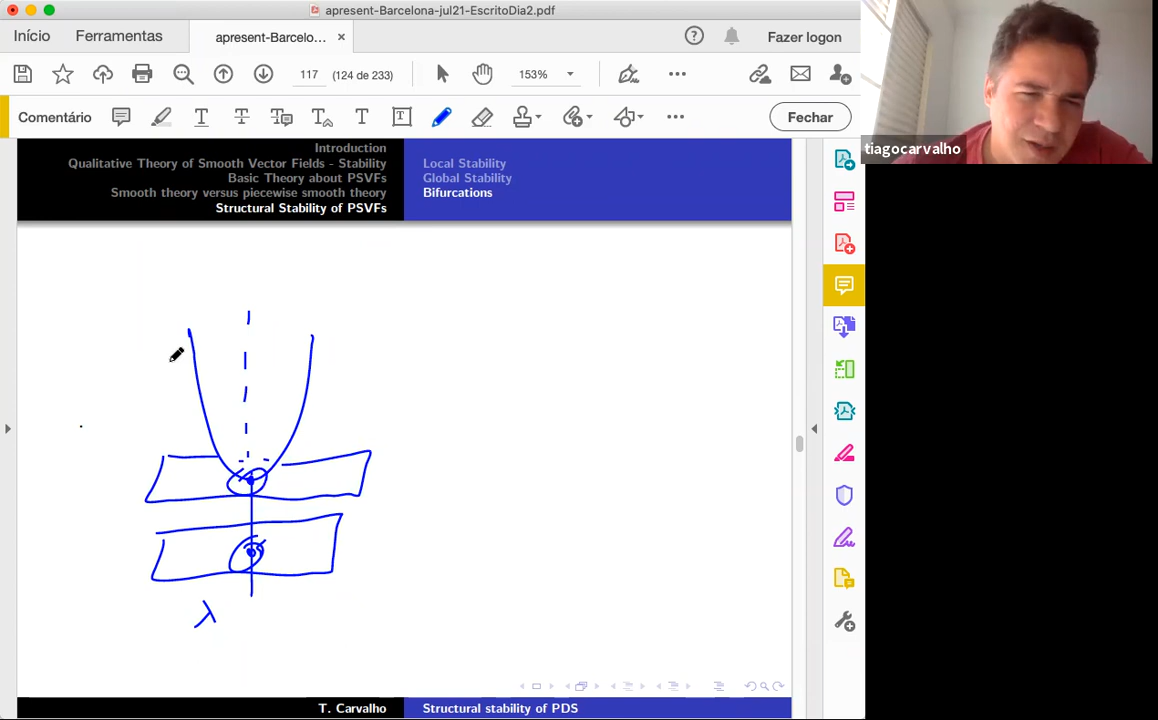 apresent-Barcelona-jul21-EscritoDia2.pdf
Início
Ferramentas
apresent-Barcelo...
Fazer logon
117
(124 de 233)
153%
Comentário
Fechar
tiagocarvalho
Introduction
Qualitative Theory of Smooth Vector Fields - Stability
Basic Theory about PSVFs
Smooth theory versus piecewise smooth theory
Structural Stability of PSVFs
Local Stability
Global Stability
Bifurcations
λ
T. Carvalho
Structural stability of PDS